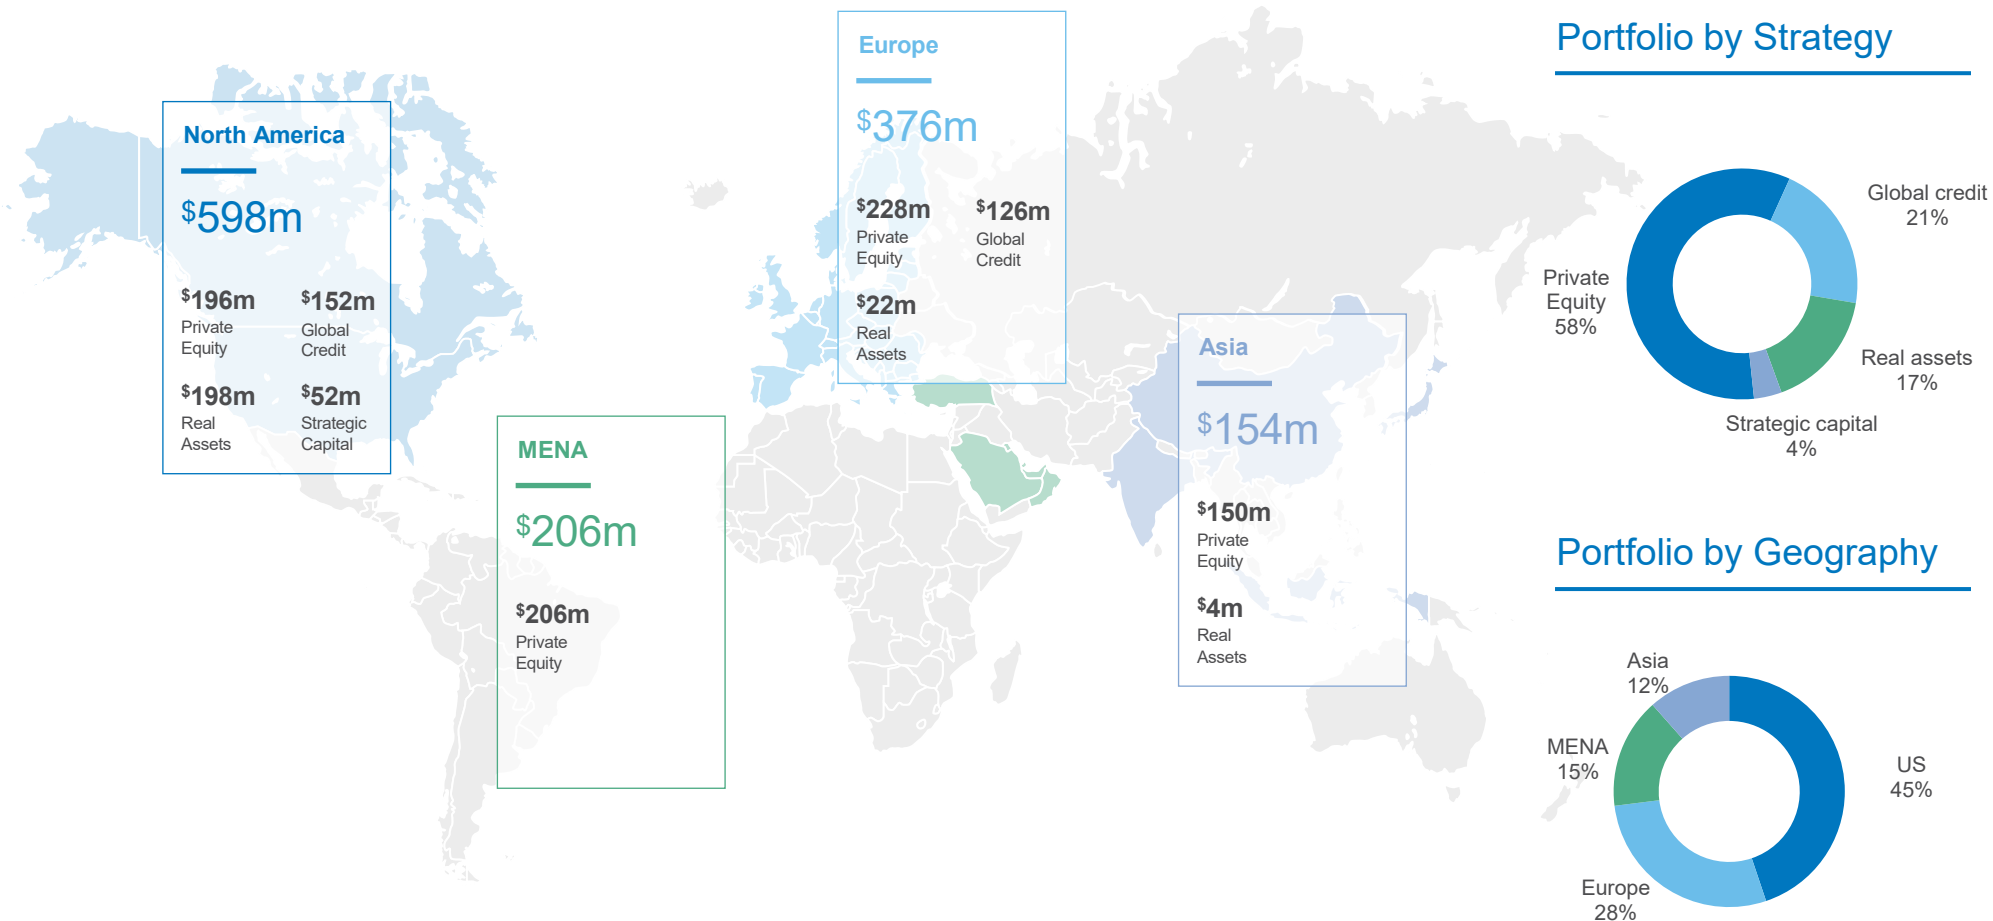 North America
$598m
$196m
Private
Equity
$152m
Global
Credit
$198m
Real
Assets
$52m
Strategic
Capital
MENA
$206m
$206m
Private
Equity
Europe
$376m
$228m
Private
Equity
$126m
Global
Credit
$22m
Real
Assets
Asia
$154m
$150m
Private
Equity
$4m
Real
Assets
Portfolio by Strategy
Global credit
21%
Private
Equity
58%
Real assets
17%
Strategic capital
4%
Portfolio by Geography
Asia
12%
MENA
15%
US
45%
Europe
28%